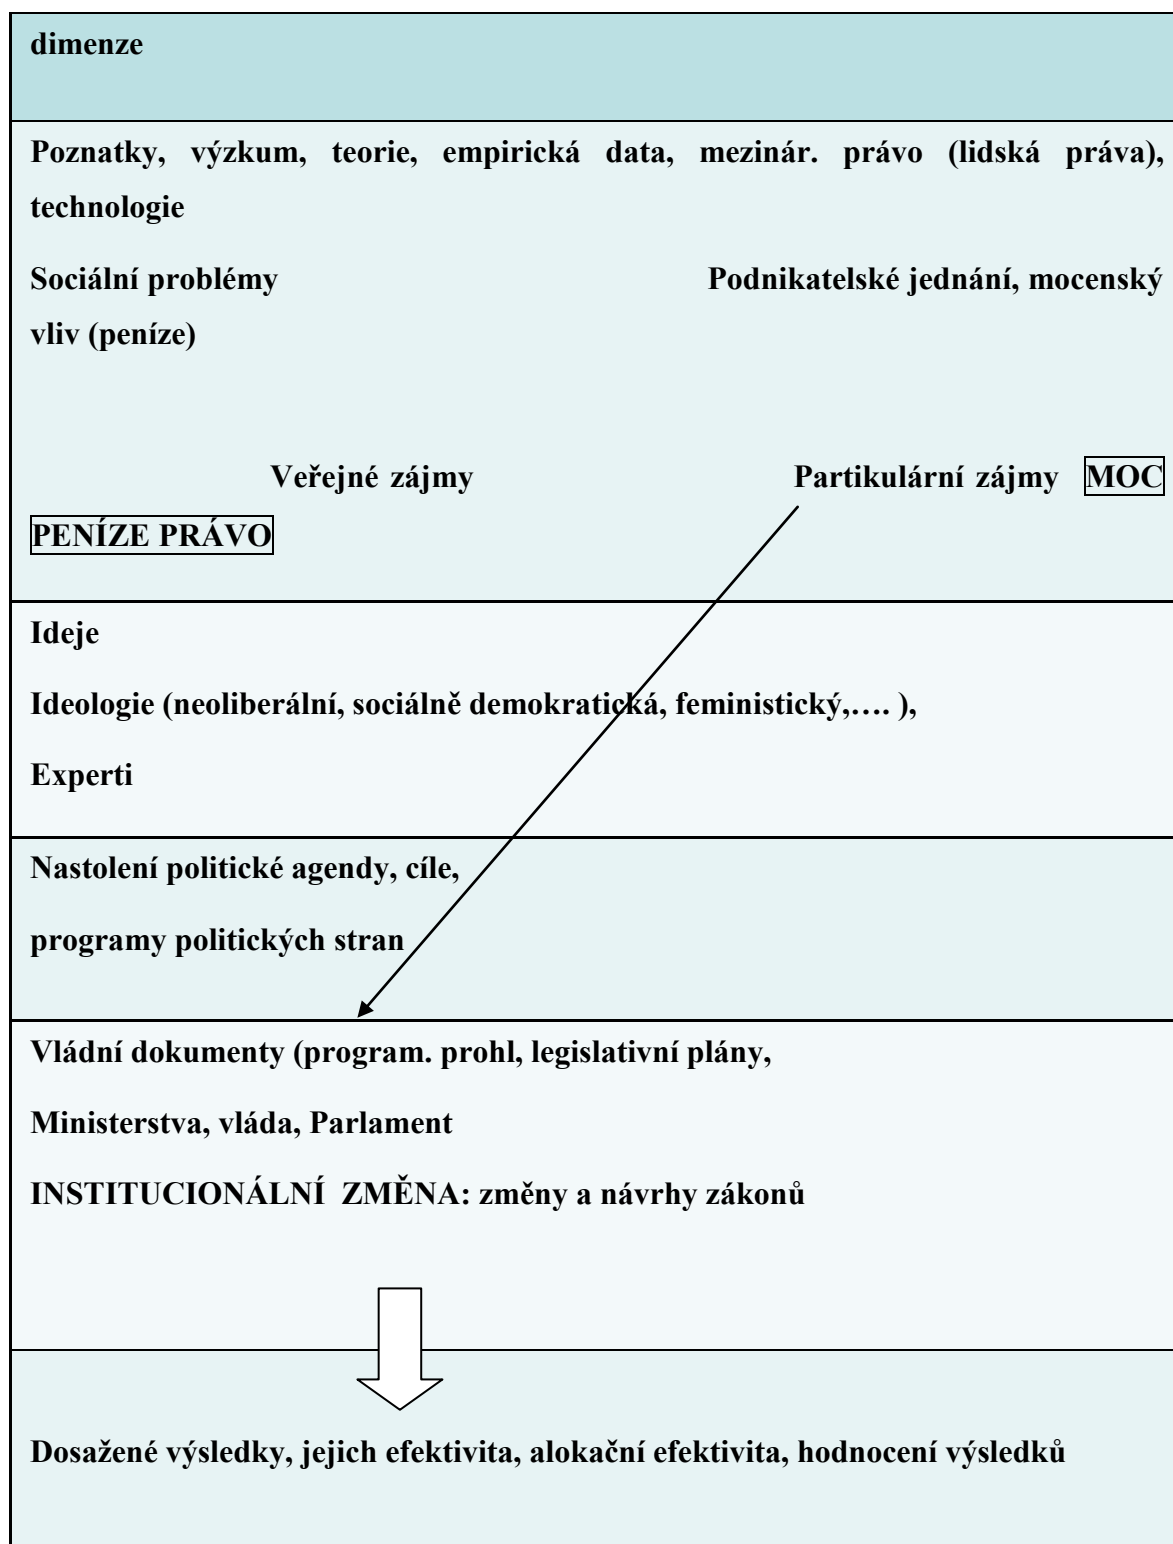 dimenze
Poznatky, výzkum, teorie, empirická data, mezinár. právo (lidská práva),
technologie
Sociální problémy Podnikatelské jednání, mocenský
vliv (peníze)
Veřejné zájmy Partikulární zájmy MOC
PENÍZE PRÁVO
Ideje
Ideologie (neoliberální, sociálně demokratická, feministický,…. ),
Experti
Nastolení politické agendy, cíle,
programy politických stran
Vládní dokumenty (program. prohl, legislativní plány,
Ministerstva, vláda, Parlament
INSTITUCIONÁLNÍ ZMĚNA: změny a návrhy zákonů
Dosažené výsledky, jejich efektivita, alokační efektivita, hodnocení výsledků